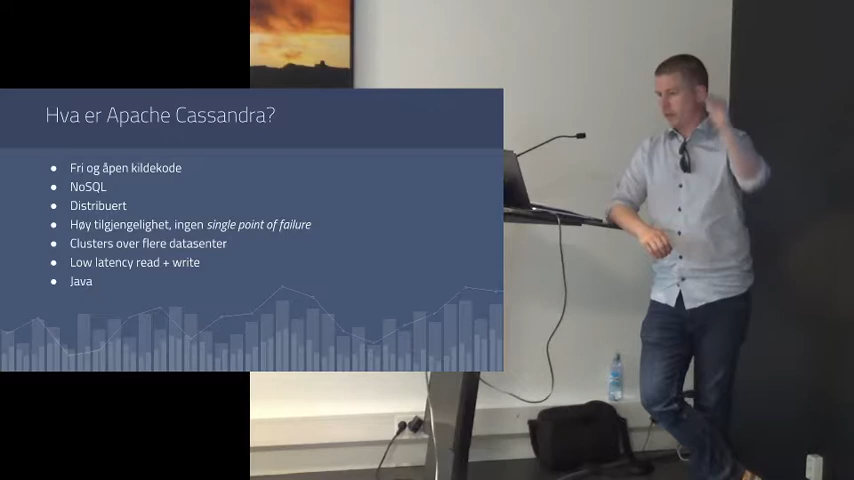 Hva er Apache Cassandra?
● Fri og åpen kildekode
● NoSQL
● Distribuert
● Høy tilgjengelighet, ingen single point of failure
● Clusters over flere datasenter
● Low latency read + write
● Java